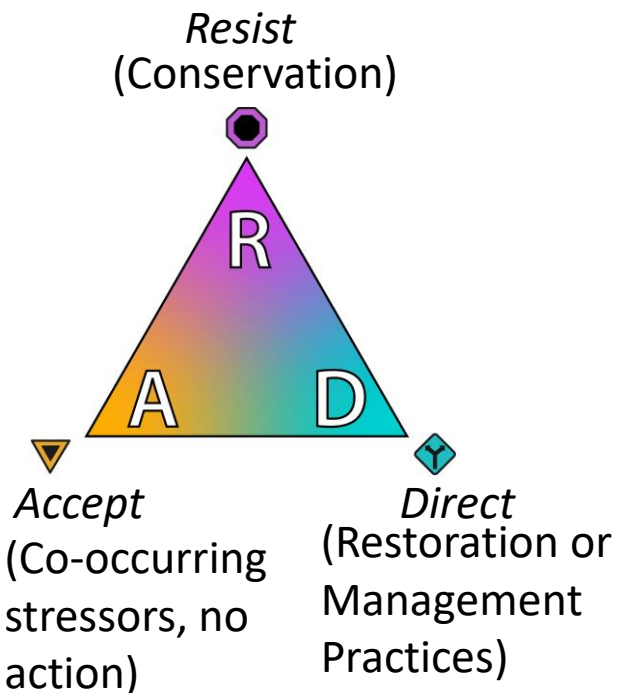 Resist
(Conservation)
R
A
D
Accept
(Co-occurring
stressors, no
action)
Direct
(Restoration or
Management
Practices)